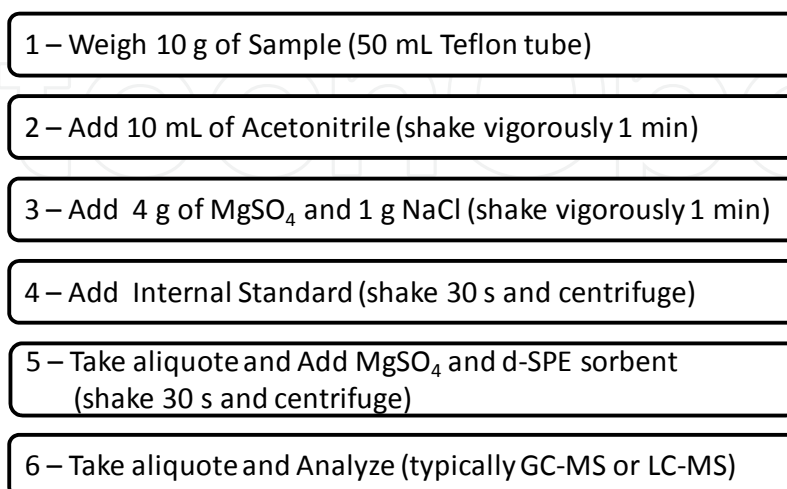 1 – Weigh 10 g of Sample (50 mL Teflon tube)
2 – Add 10 mL of Acetonitrile (shake vigorously 1 min)
3 – Add 4 g of MgSO₄ and 1 g NaCl (shake vigorously 1 min)
4 – Add Internal Standard (shake 30 s and centrifuge)
5 – Take aliquote and Add MgSO₄ and d-SPE sorbent
(shake 30 s and centrifuge)
6 – Take aliquote and Analyze (typically GC-MS or LC-MS)